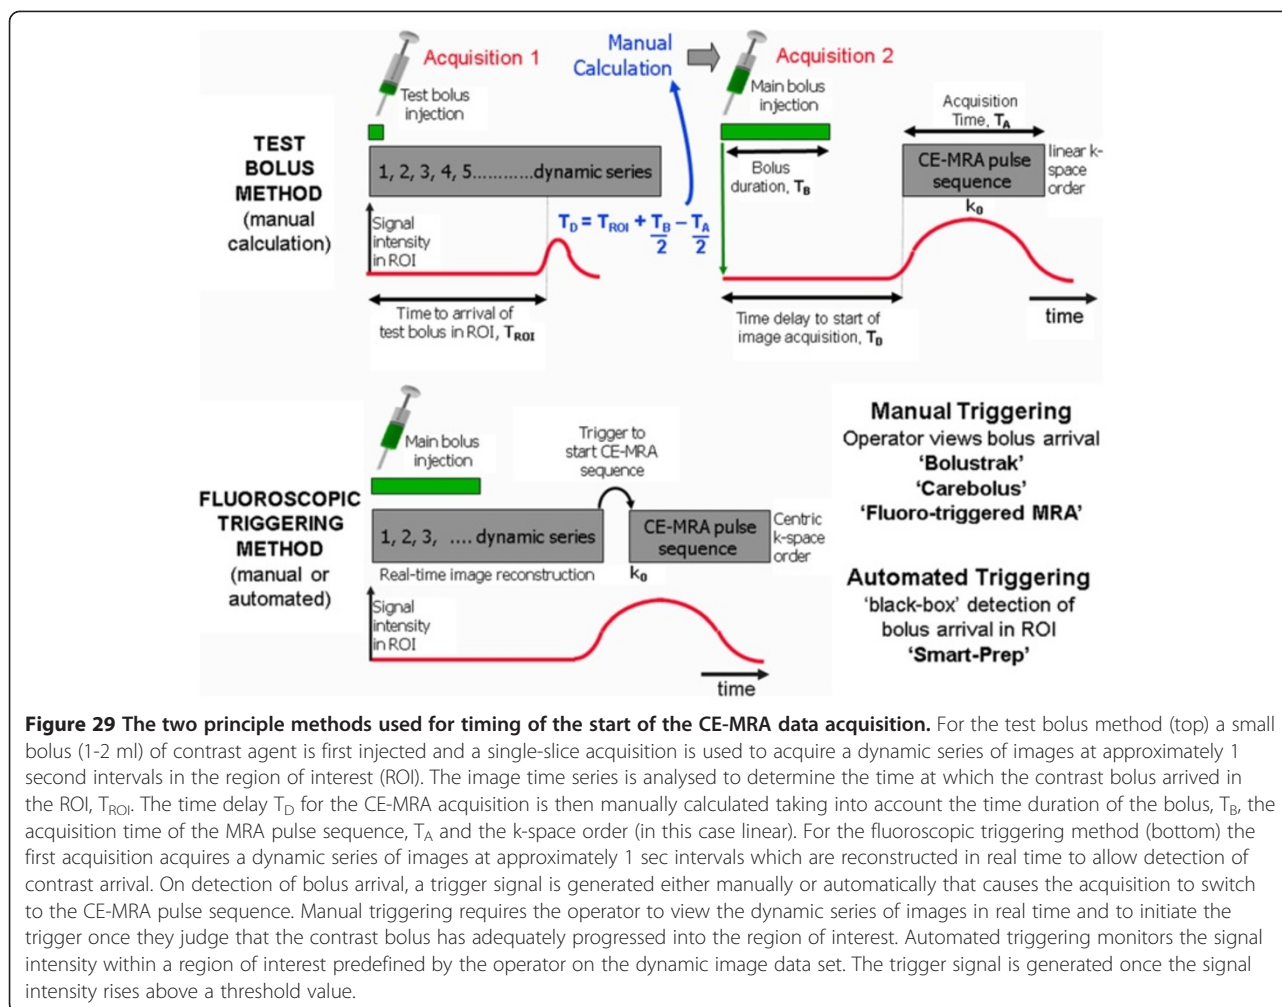 Acquisition 1
Test bolus
injection
Manual
Calculation
Acquisition 2
Main bolus
injection
Acquisition
Time, T_A
TEST
BOLUS
METHOD
(manual
calculation)
1, 2, 3, 4, 5............dynamic series
Bolus
duration, T_B
CE-MRA pulse
sequence
linear k-
space
order
k₀
Signal
intensity
in ROI
T_D = T_ROI + T_B/2 − T_A/2
Time to arrival of
test bolus in ROI, T_ROI
Time delay to start of
image acquisition, T_D
time
FLUOROSCOPIC
TRIGGERING
METHOD
(manual or
automated)
Main bolus
injection
Trigger to
start CE-MRA
sequence
1, 2, 3, .... dynamic series
CE-MRA pulse
sequence
Centric
k-space
order
Real-time image reconstruction
k₀
Signal
intensity
in ROI
time
Manual Triggering
Operator views bolus arrival
‘Bolustrak’
‘Carebolus’
‘Fluoro-triggered MRA’
Automated Triggering
‘black-box’ detection of
bolus arrival in ROI
‘Smart-Prep’
Figure 29 The two principle methods used for timing of the start of the CE-MRA data acquisition. For the test bolus method (top) a small
bolus (1-2 ml) of contrast agent is first injected and a single-slice acquisition is used to acquire a dynamic series of images at approximately 1
second intervals in the region of interest (ROI). The image time series is analysed to determine the time at which the contrast bolus arrived in
the ROI, T_ROI. The time delay T_D for the CE-MRA acquisition is then manually calculated taking into account the time duration of the bolus, T_B, the
acquisition time of the MRA pulse sequence, T_A and the k-space order (in this case linear). For the fluoroscopic triggering method (bottom) the
first acquisition acquires a dynamic series of images at approximately 1 sec intervals which are reconstructed in real time to allow detection of
contrast arrival. On detection of bolus arrival, a trigger signal is generated either manually or automatically that causes the acquisition to switch
to the CE-MRA pulse sequence. Manual triggering requires the operator to view the dynamic series of images in real time and to initiate the
trigger once they judge that the contrast bolus has adequately progressed into the region of interest. Automated triggering monitors the signal
intensity within a region of interest predefined by the operator on the dynamic image data set. The trigger signal is generated once the signal
intensity rises above a threshold value.